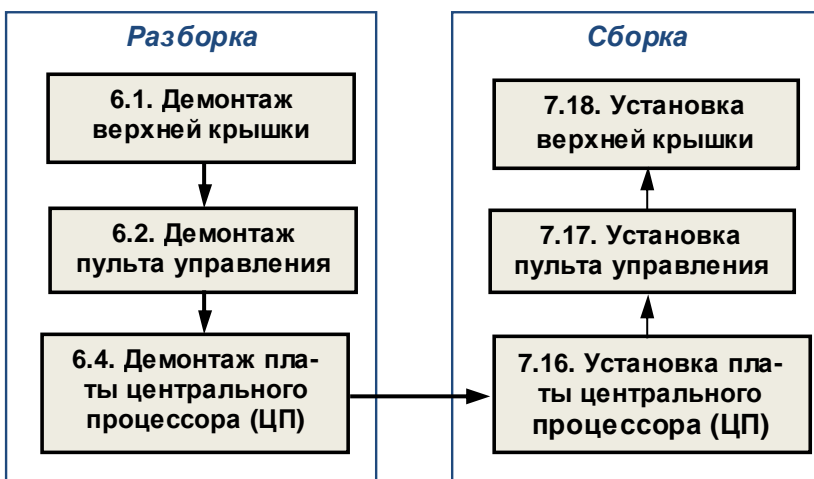 Разборка
6.1. Демонтаж
верхней крышки
6.2. Демонтаж
пульта управления
6.4. Демонтаж пла-
ты центрального
процессора (ЦП)
Сборка
7.18. Установка
верхней крышки
7.17. Установка
пульта управления
7.16. Установка пла-
ты центрального
процессора (ЦП)